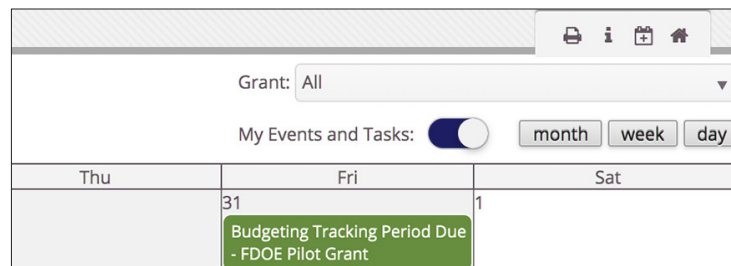 Grant: All
My Events and Tasks: month week day
Thu Fri Sat
31 1
Budgeting Tracking Period Due
- FDOE Pilot Grant